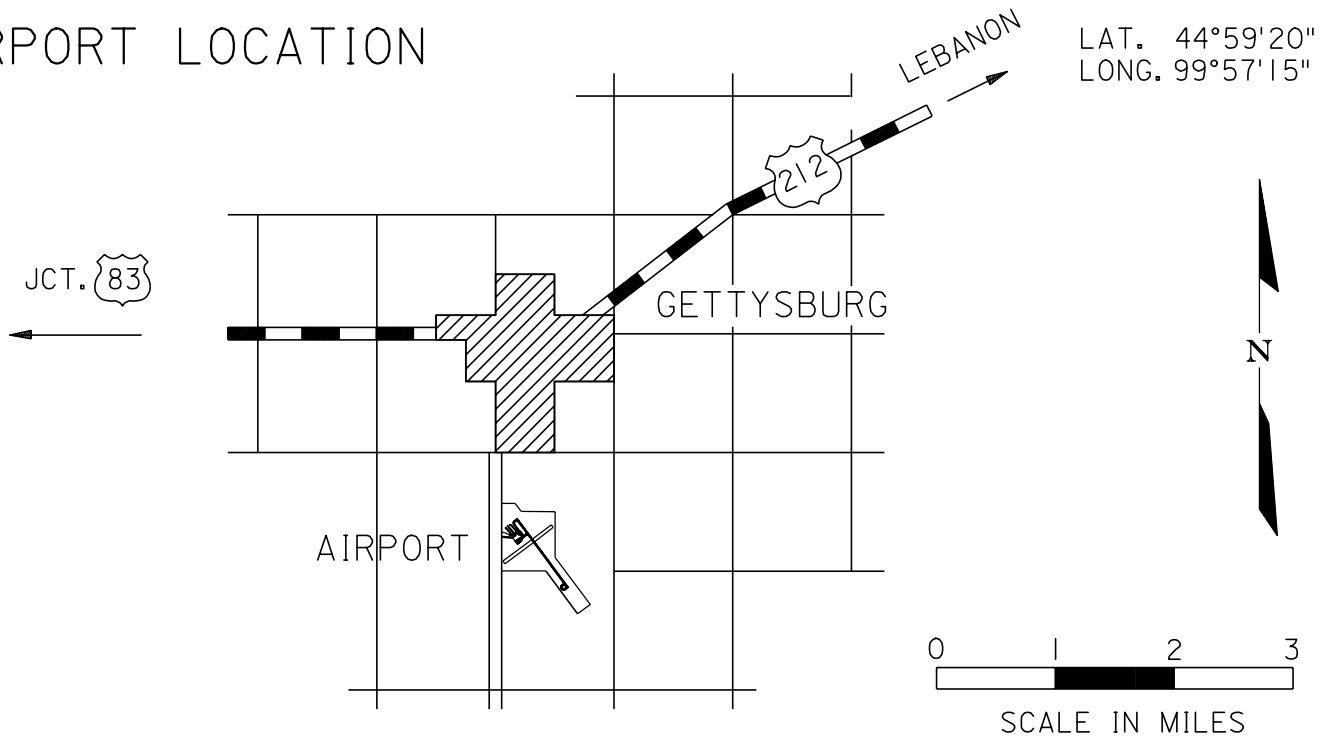 RPORT LOCATION
LEBANON
LAT. 44°59'20"
LONG. 99°57'15"
212
JCT. 83
GETTYSBURG
N
AIRPORT
0 1 2 3
SCALE IN MILES